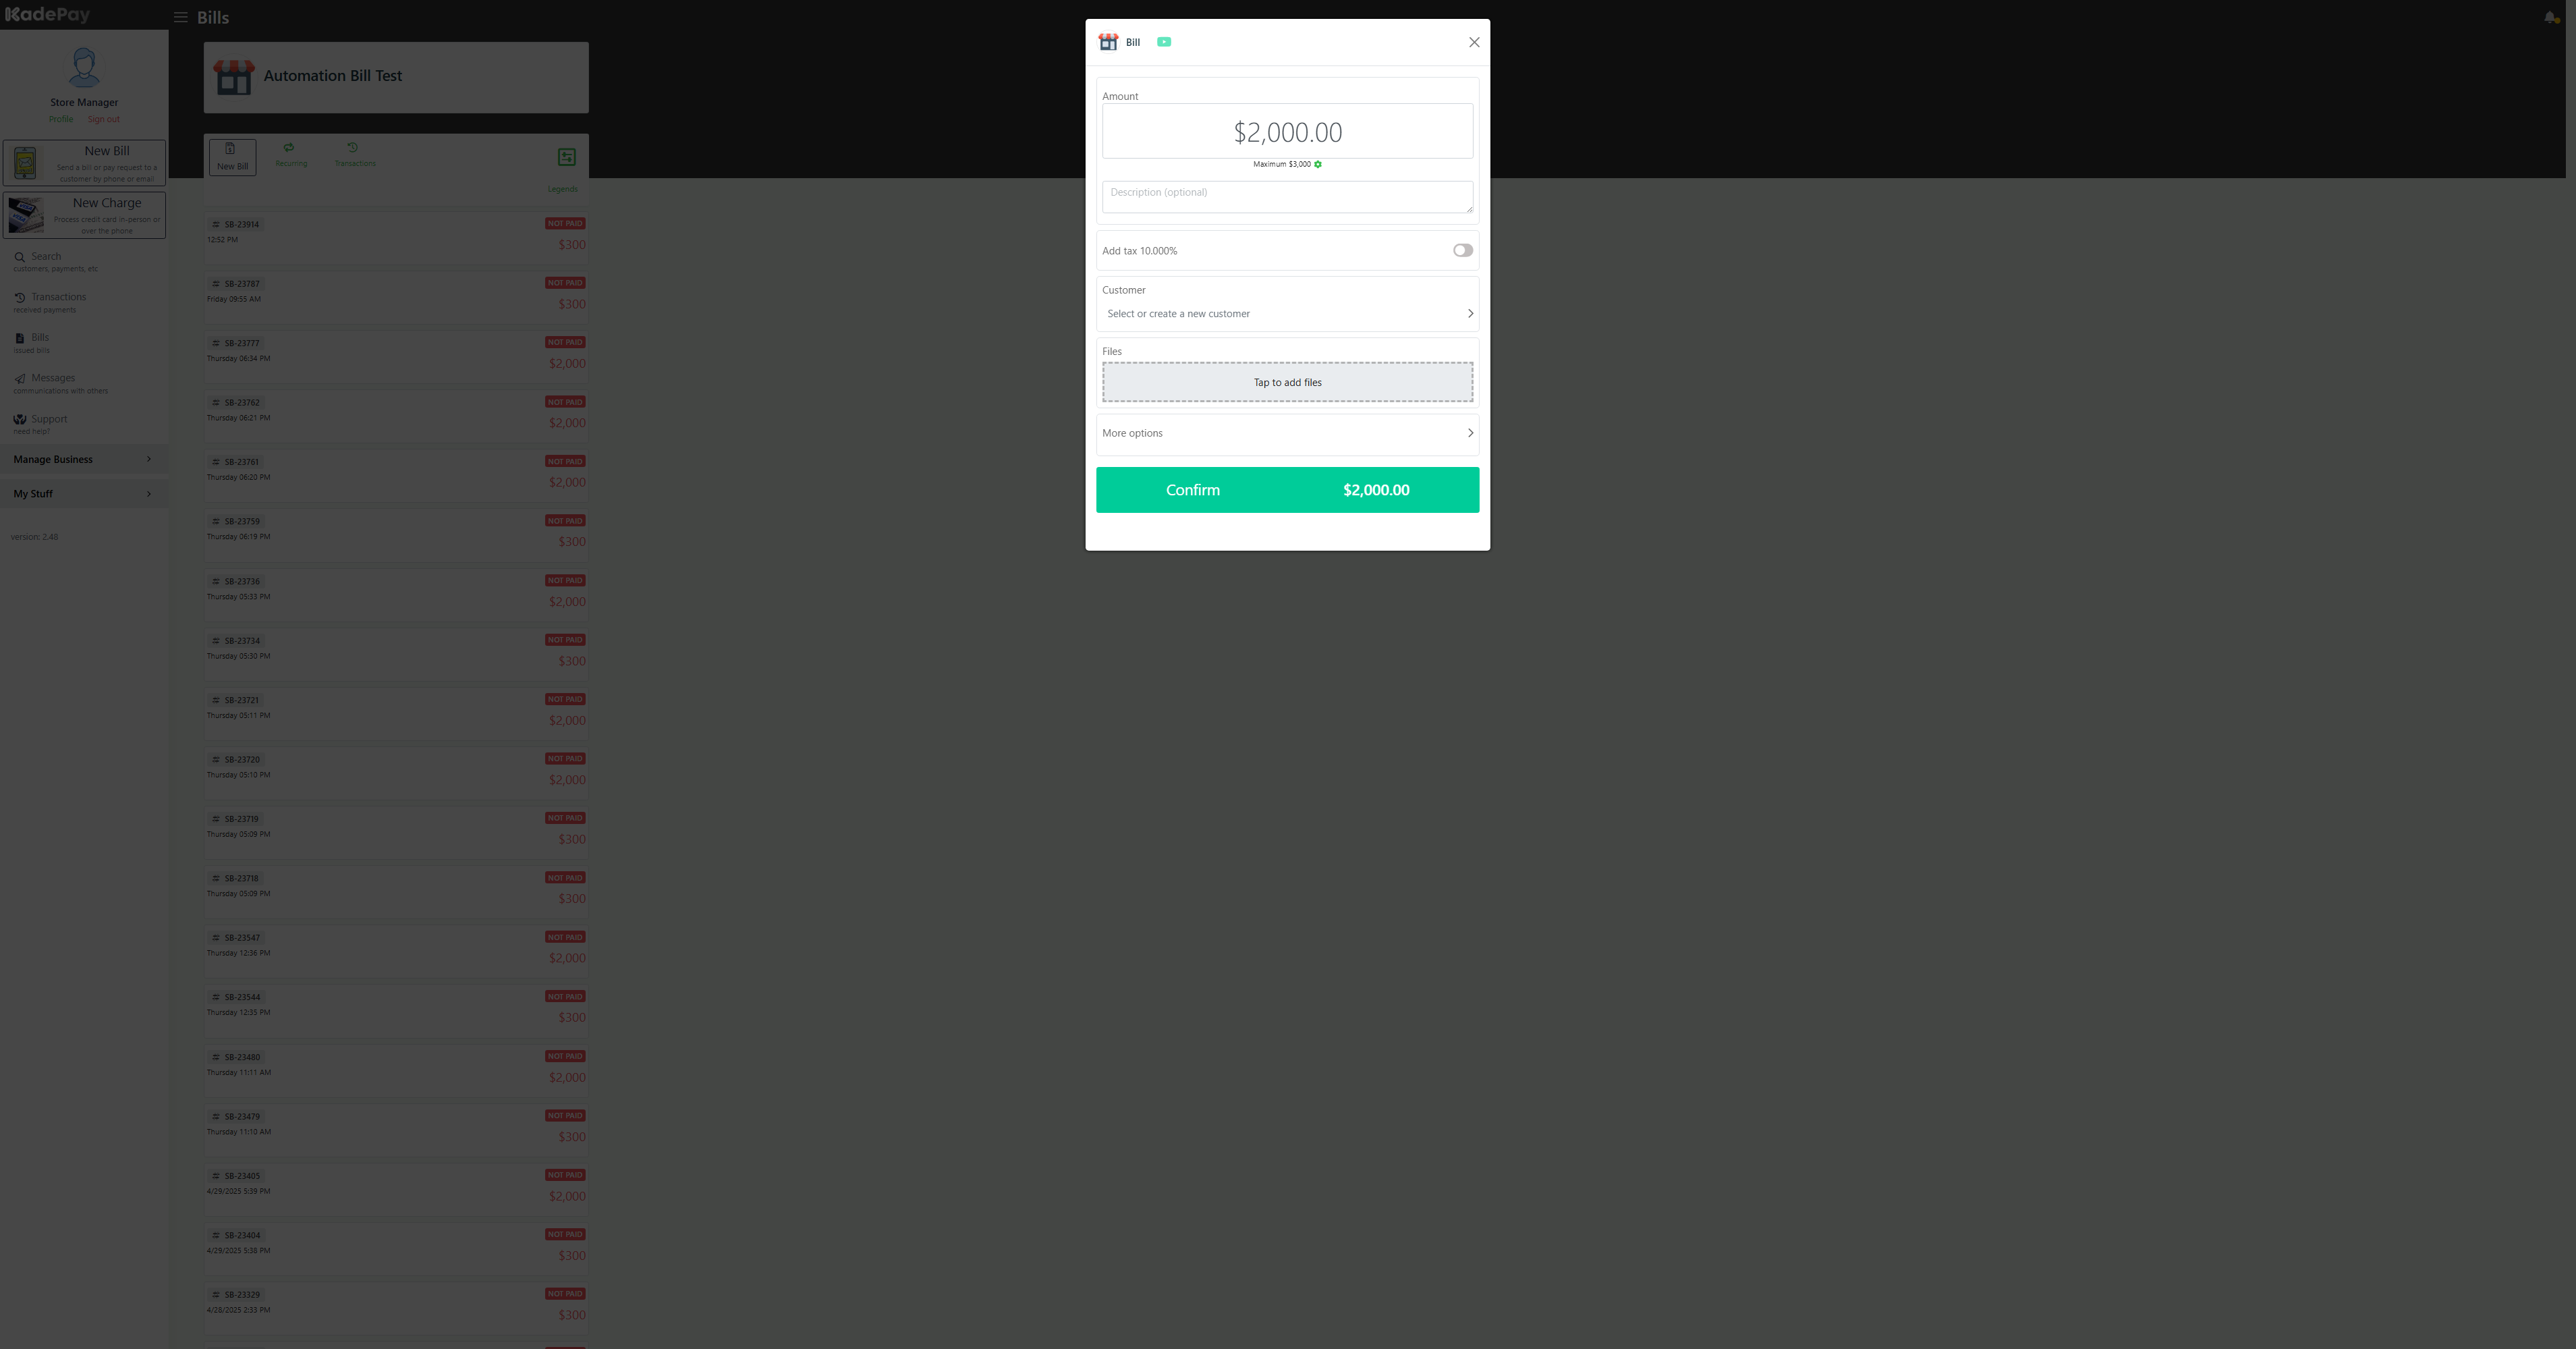 KadePay
Bills
Store Manager
Profile
Sign out
New Bill
Send a bill or pay request to a
customer by phone or email
New Charge
Process credit card in-person or
over the phone
Search
customers, payments, etc
Transactions
received payments
Bills
issued bills
Messages
communications with others
Support
need help?
Manage Business
My Stuff
version: 2.48
Automation Bill Test
New Bill
Recurring
Transactions
Legends
# SB-23914
NOT PAID
12:52 PM
$300
# SB-23787
NOT PAID
Friday 09:55 AM
$300
# SB-23777
NOT PAID
Thursday 06:34 PM
$2,000
# SB-23762
NOT PAID
Thursday 06:21 PM
$2,000
# SB-23761
NOT PAID
Thursday 06:20 PM
$2,000
# SB-23759
NOT PAID
Thursday 06:19 PM
$300
# SB-23736
NOT PAID
Thursday 05:33 PM
$2,000
# SB-23734
NOT PAID
Thursday 05:30 PM
$300
# SB-23721
NOT PAID
Thursday 05:11 PM
$2,000
# SB-23720
NOT PAID
Thursday 05:10 PM
$2,000
# SB-23719
NOT PAID
Thursday 05:09 PM
$300
# SB-23718
NOT PAID
Thursday 05:09 PM
$300
# SB-23547
NOT PAID
Thursday 12:36 PM
$2,000
# SB-23544
NOT PAID
Thursday 12:35 PM
$300
# SB-23480
NOT PAID
Thursday 11:11 AM
$2,000
# SB-23479
NOT PAID
Thursday 11:10 AM
$300
# SB-23405
NOT PAID
4/29/2025 5:39 PM
$2,000
# SB-23404
NOT PAID
4/29/2025 5:38 PM
$300
# SB-23329
NOT PAID
4/28/2025 2:33 PM
$300
Bill
Amount
$2,000.00
Maximum $3,000
Description (optional)
Add tax 10.000%
Customer
Select or create a new customer
Files
Tap to add files
More options
Confirm $2,000.00